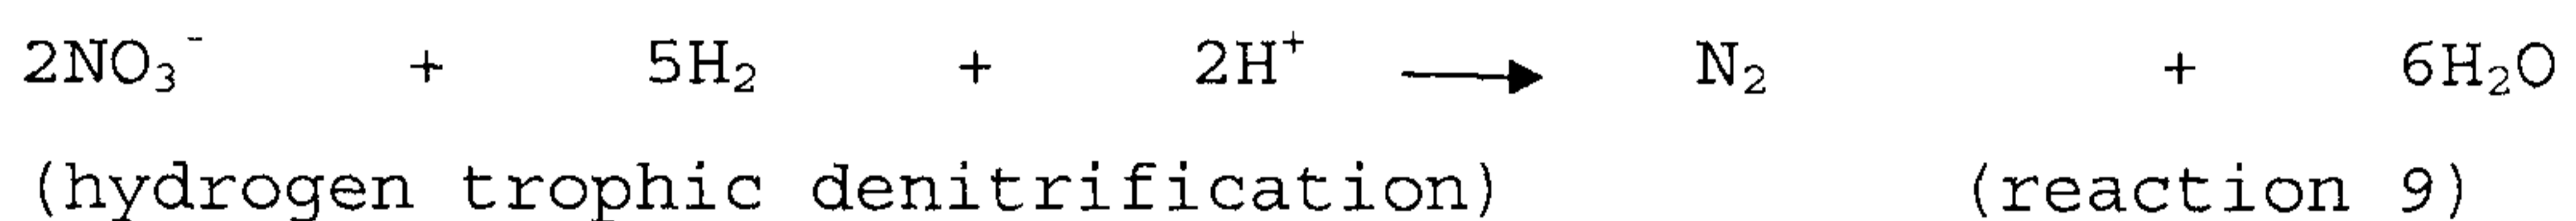 2NO₃⁻ + 5H₂ + 2H⁺ → N₂ + 6H₂O
(hydrogen trophic denitrification) (reaction 9)